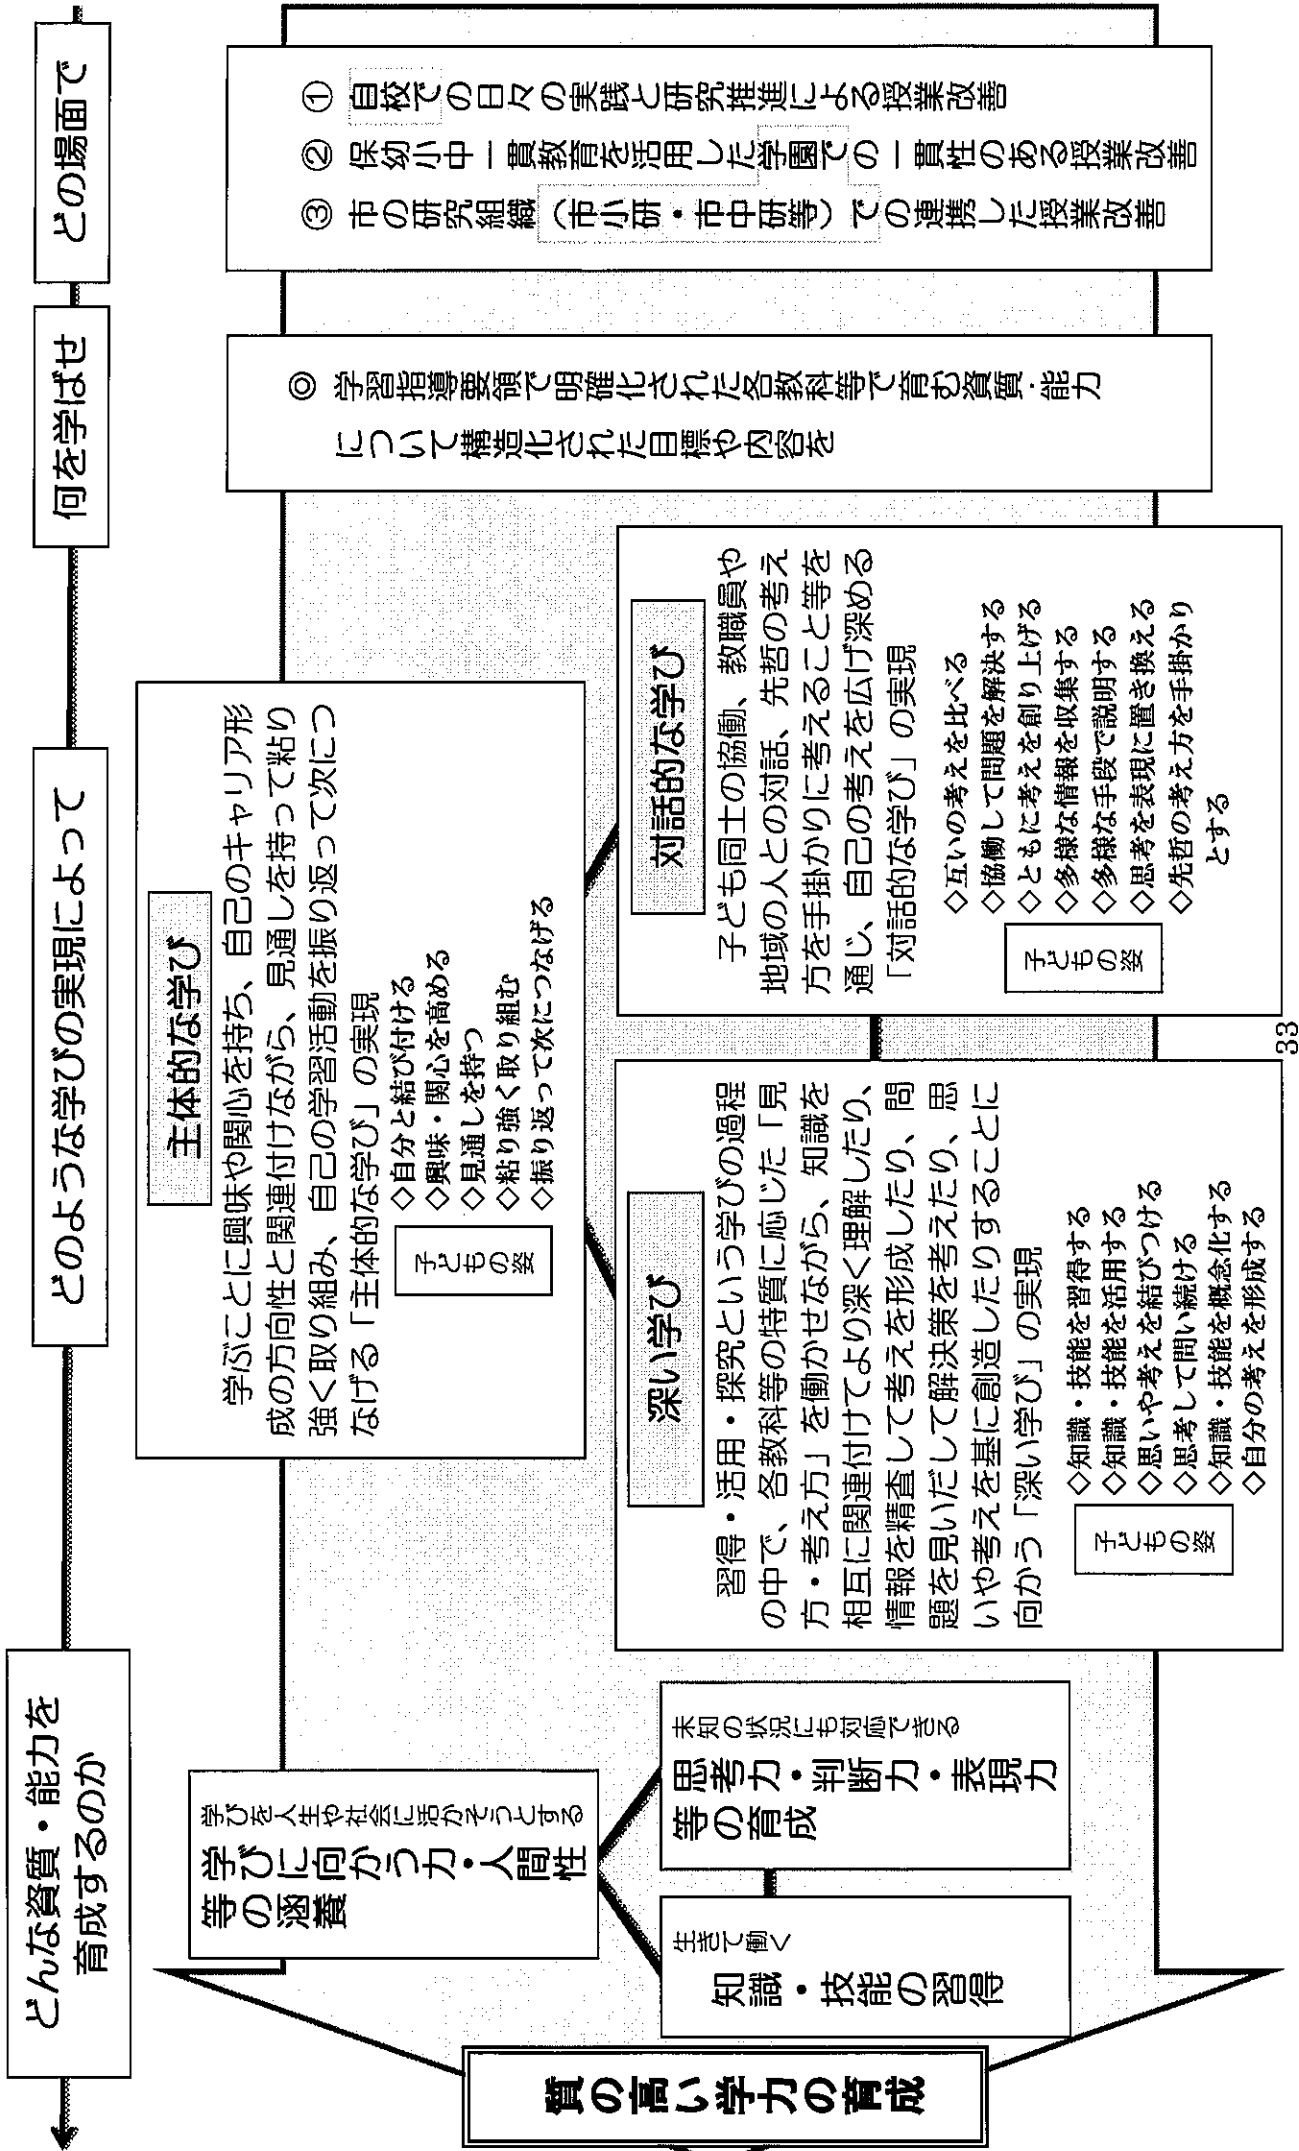 どんな資質・能力を
育成するのか
どのような学びの実現によって
何を学ばせ
どの場面で
質の高い学力の育成
学びを人生や社会に活かそうとする
学びに向かう力・人間性
等の涵養
生きて働く
知識・技能の習得
未知の状況にも対応できる
思考力・判断力・表現力
等の育成
主体的な学び
学ぶことに興味や関心を持ち、自己のキャリア形
成の方向性と関連付けながら、見通しを持って粘り
強く取り組み、自己の学習活動を振り返って次につ
なげる「主体的な学び」の実現
子どもの姿
◇自分と結び付ける
◇興味・関心を高める
◇見通しを持つ
◇粘り強く取り組む
◇振り返って次につなげる
深い学び
習得・活用・探究という学びの過程
の中で、各教科等の特質に応じた「見
方・考え方」を働かせながら、知識を
相互に関連付けてより深く理解したり、
情報を精査して考えを形成したり、問
題を見いだして解決策を考えたり、思
いや考えを基に創造したりすることに
向かう「深い学び」の実現
子どもの姿
◇知識・技能を習得する
◇知識・技能を活用する
◇思いや考えを結びつける
◇思考して問い続ける
◇知識・技能を概念化する
◇自分の考えを形成する
対話的な学び
子ども同士の協働、教職員や
地域の人との対話、先哲の考え
方を手掛かりに考えること等を
通じ、自己の考えを広げ深める
「対話的な学び」の実現
子どもの姿
◇互いの考えを比べる
◇協働して問題を解決する
◇ともに考えを創り上げる
◇多様な情報を収集する
◇多様な手段で説明する
◇思考を表現に置き換える
◇先哲の考え方を手掛かり
とする
◎ 学習指導要領で明確化された各教科等で育む資質・能力
について構造化された目標や内容を
① 自校での日々の実践と研究推進による授業改善
② 保幼小中一貫教育を活用した学園での一貫性のある授業改善
③ 市の研究組織（市小研・市中研等）での連携した授業改善
33